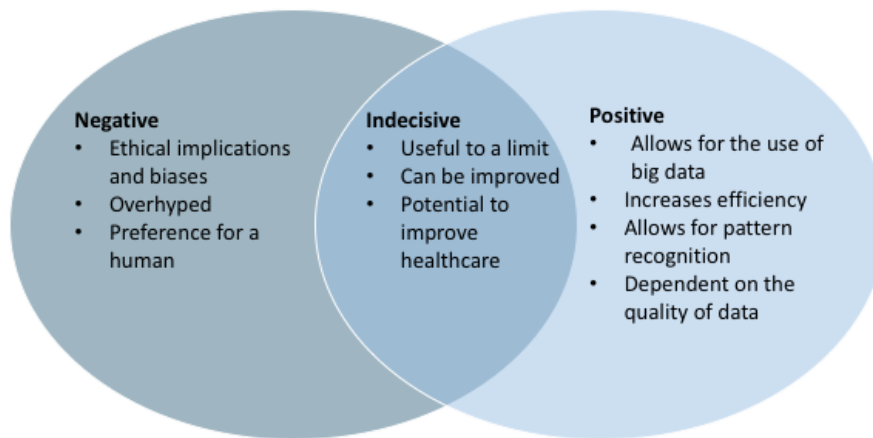 Negative
• Ethical implications
and biases
• Overhyped
• Preference for a
human
Indecisive
• Useful to a limit
• Can be improved
• Potential to
improve
healthcare
Positive
• Allows for the use of
big data
• Increases efficiency
• Allows for pattern
recognition
• Dependent on the
quality of data